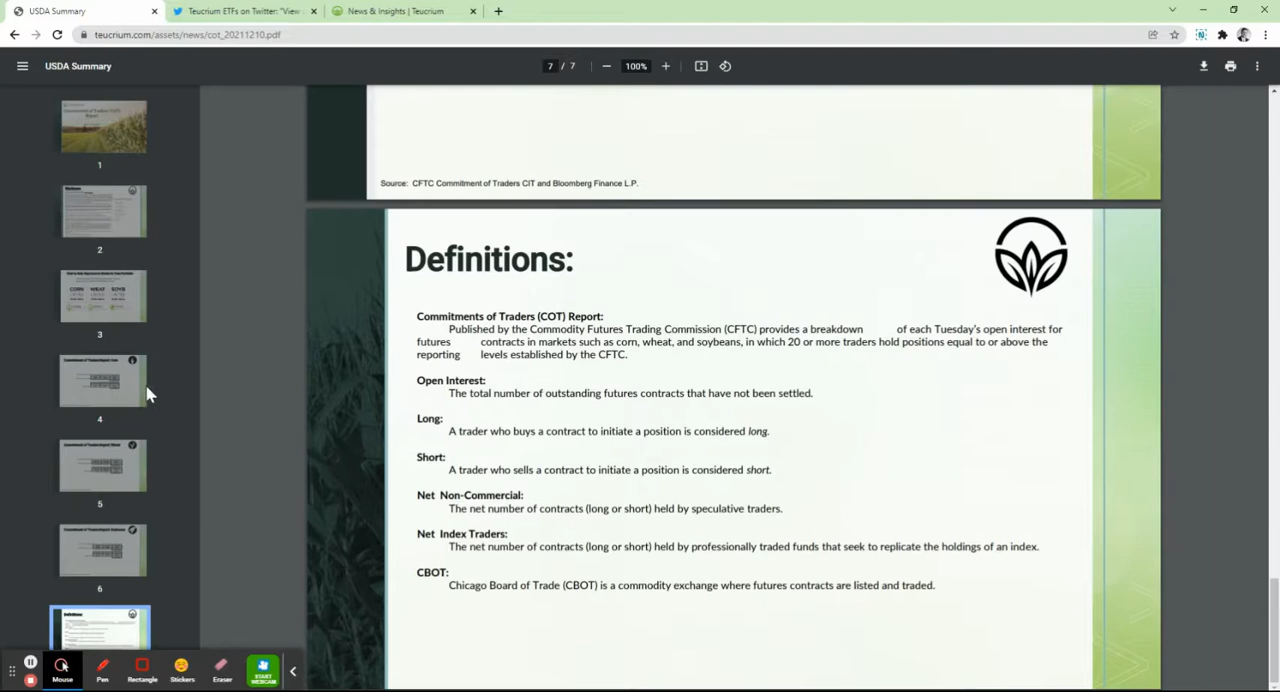 USDA Summary
Teucrium ETFs on Twitter: "View
News & Insights | Teucrium
teucrium.com/assets/news/cot_20211210.pdf
USDA Summary
7 / 7
100%
1
2
3
4
5
6
Source: CFTC Commitment of Traders CIT and Bloomberg Finance L.P.
Definitions:
Commitments of Traders (COT) Report:
Published by the Commodity Futures Trading Commission (CFTC) provides a breakdown of each Tuesday's open interest for
futures contracts in markets such as corn, wheat, and soybeans, in which 20 or more traders hold positions equal to or above the
reporting levels established by the CFTC.
Open Interest:
The total number of outstanding futures contracts that have not been settled.
Long:
A trader who buys a contract to initiate a position is considered long.
Short:
A trader who sells a contract to initiate a position is considered short.
Net Non-Commercial:
The net number of contracts (long or short) held by speculative traders.
Net Index Traders:
The net number of contracts (long or short) held by professionally traded funds that seek to replicate the holdings of an index.
CBOT:
Chicago Board of Trade (CBOT) is a commodity exchange where futures contracts are listed and traded.
Mouse
Pen
Rectangle
Stickers
Eraser
START
WEBCAM